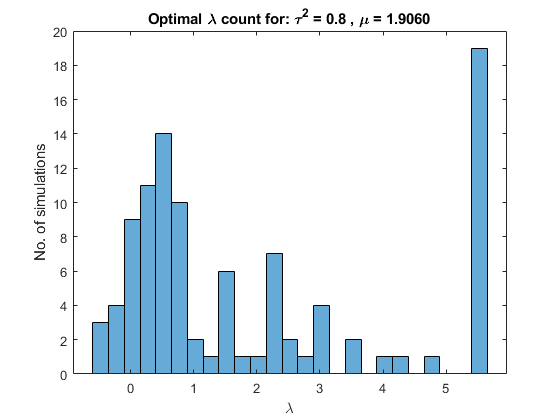 Optimal λ count for: τ² = 0.8 , μ = 1.9060
20
18
16
14
12
10
8
6
4
2
0
No. of simulations
0 1 2 3 4 5
λ